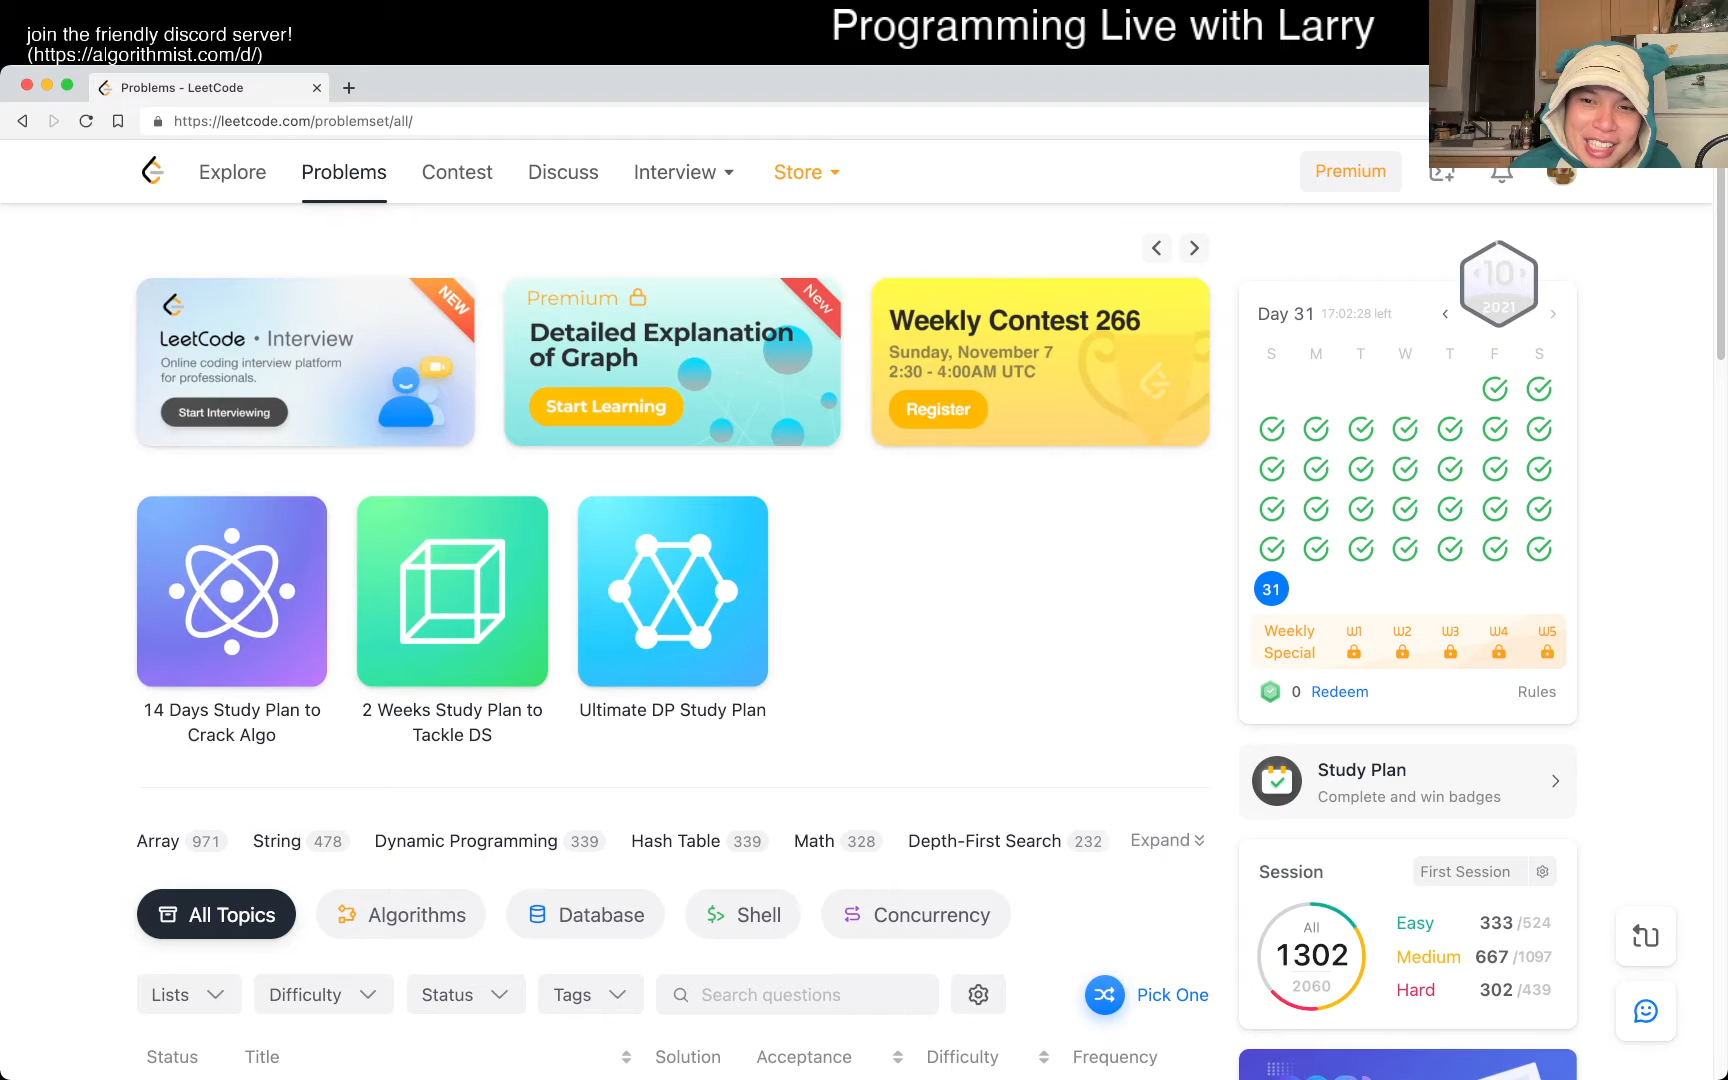 join the friendly discord server!
(https://algorithmist.com/d/)
Programming Live with Larry
Problems - LeetCode
https://leetcode.com/problemset/all/
Explore
Problems
Contest
Discuss
Interview
Store
Premium
NEW
LeetCode • Interview
Online coding interview platform
for professionals.
Start Interviewing
New
Premium
Detailed Explanation
of Graph
Start Learning
Weekly Contest 266
Sunday, November 7
2:30 - 4:00AM UTC
Register
10
2021
Day 31 17:02:28 left
S M T W T F S
31
Weekly
Special
W1 W2 W3 W4 W5
0 Redeem
Rules
14 Days Study Plan to
Crack Algo
2 Weeks Study Plan to
Tackle DS
Ultimate DP Study Plan
Study Plan
Complete and win badges
Array 971
String 478
Dynamic Programming 339
Hash Table 339
Math 328
Depth-First Search 232
Expand
All Topics
Algorithms
Database
Shell
Concurrency
Session
First Session
All
1302
2060
Easy 333 /524
Medium 667 /1097
Hard 302 /439
Lists
Difficulty
Status
Tags
Search questions
Pick One
Status
Title
Solution
Acceptance
Difficulty
Frequency